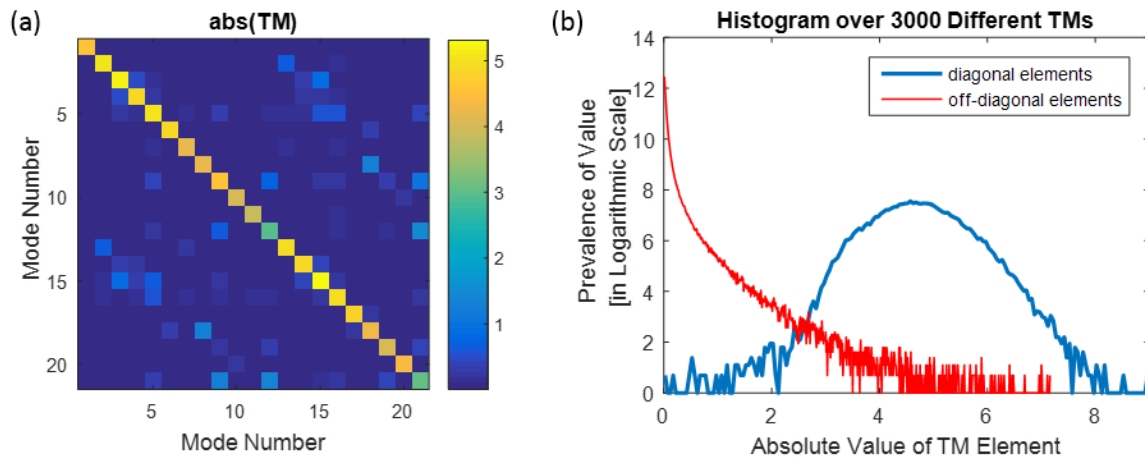 (a)
abs(TM)
Mode Number
5
10
15
20
5
10
15
20
Mode Number
5
4
3
2
1
(b)
Histogram over 3000 Different TMs
Prevalence of Value
[in Logarithmic Scale]
14
12
10
8
6
4
2
0
diagonal elements
off-diagonal elements
0
2
4
6
8
Absolute Value of TM Element